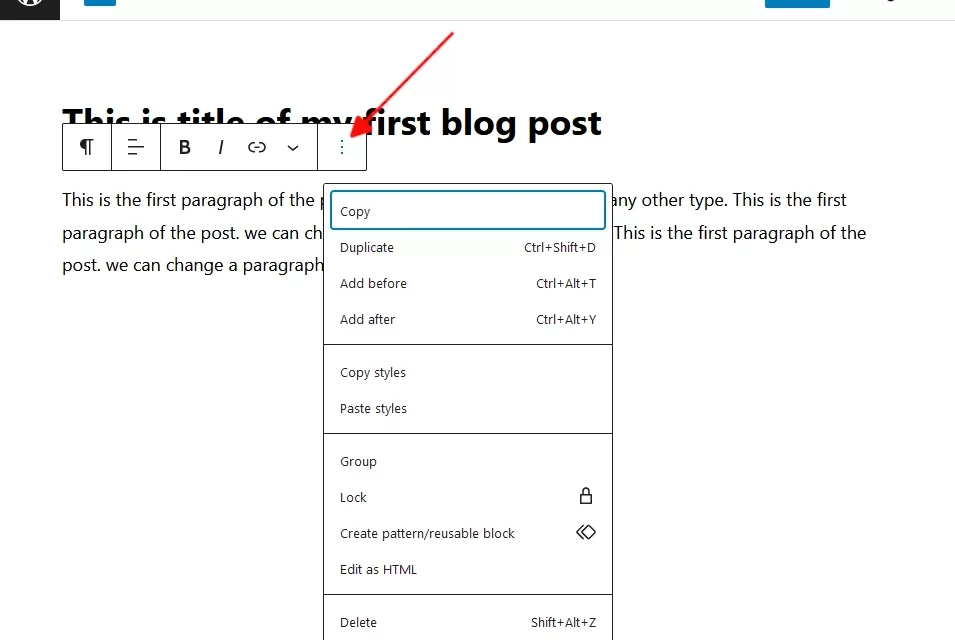 This is title of my first blog post
B I
This is the first paragraph of the any other type. This is the first
paragraph of the post. we can ch This is the first paragraph of the
post. we can change a paragraph
Copy
Duplicate Ctrl+Shift+D
Add before Ctrl+Alt+T
Add after Ctrl+Alt+Y
Copy styles
Paste styles
Group
Lock
Create pattern/reusable block
Edit as HTML
Delete Shift+Alt+Z